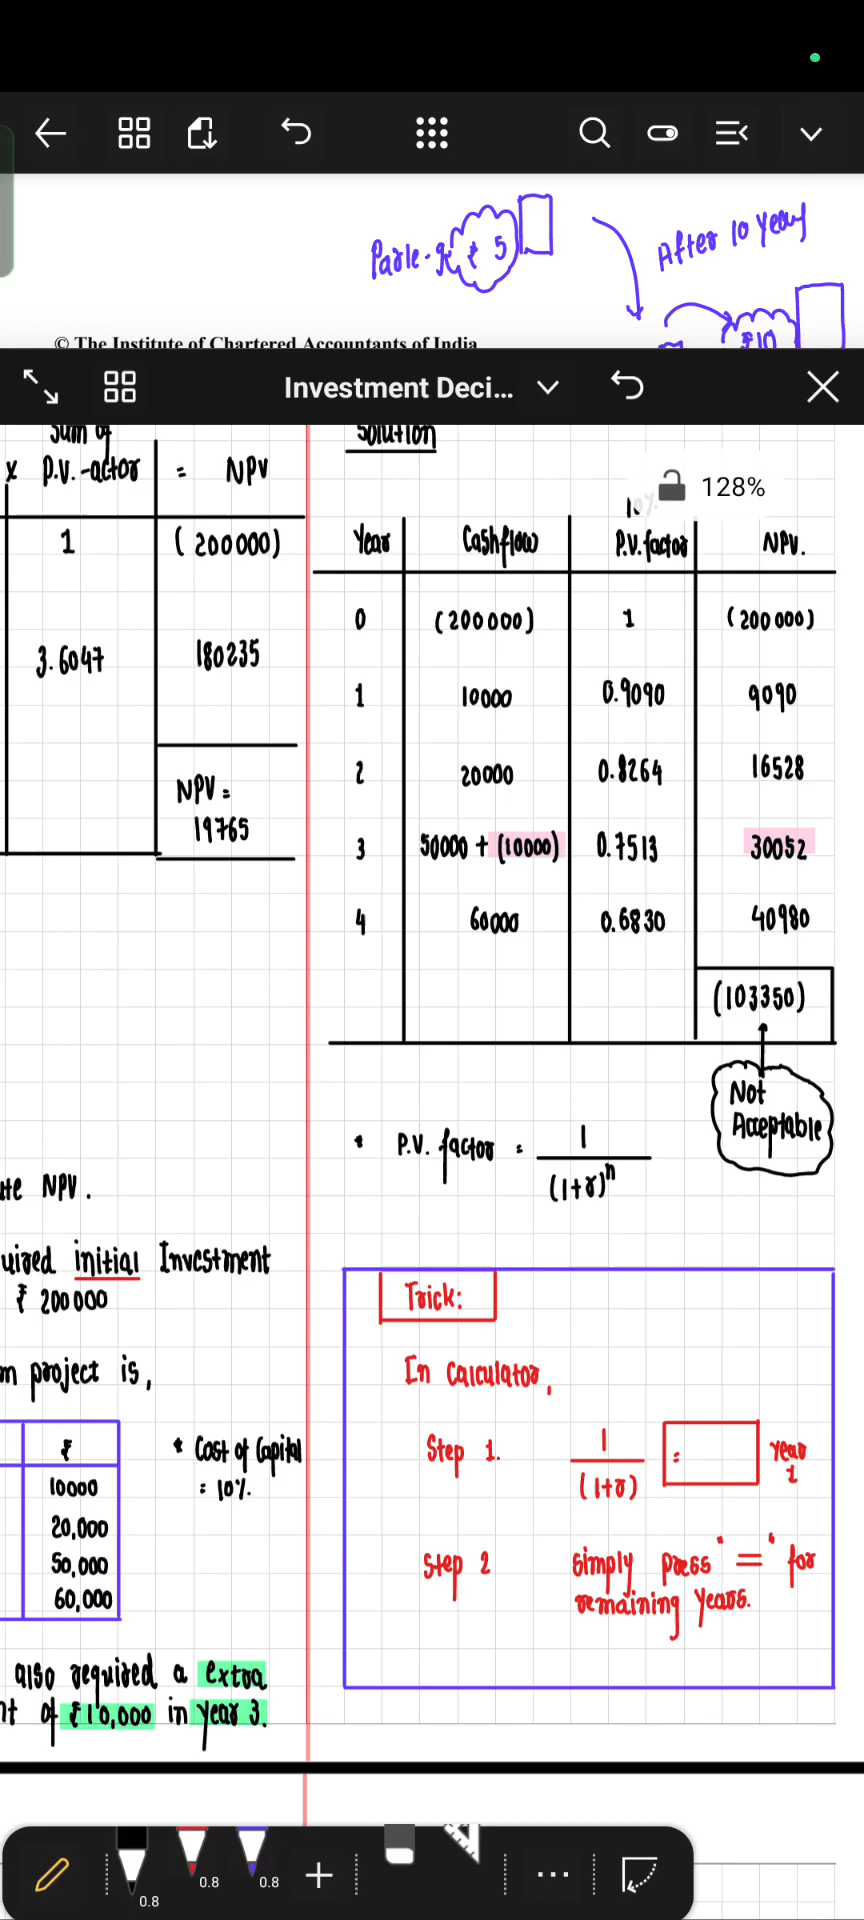 Parle-g ₹ 5
After 10 years
₹10
© The Institute of Chartered Accountants of India
Investment Deci...
Sum of
x P.V.-actor = NPV
1 (200000)
3.6047 180235
NPV =
19765
Solution
128%
10%
Year Cashflow P.V. factor NPV.
0 (200000) 1 (200000)
1 10000 0.9090 9090
2 20000 0.8264 16528
3 50000 + (10000) 0.7513 30052
4 60000 0.6830 40980
(103350)
Not
Acceptable
* P.V. factor = 1
(1+r)^n
ute NPV.
uired initial Investment
₹ 200000
m project is,
₹
10000
20,000
50,000
60,000
* Cost of Capital
= 10%.
also required a extra
nt of ₹10,000 in year 3.
Trick:
In Calculator,
Step 1. 1
(1+r) = year
1
Step 2 simply press "=" for
remaining years.
0.8 0.8 0.8